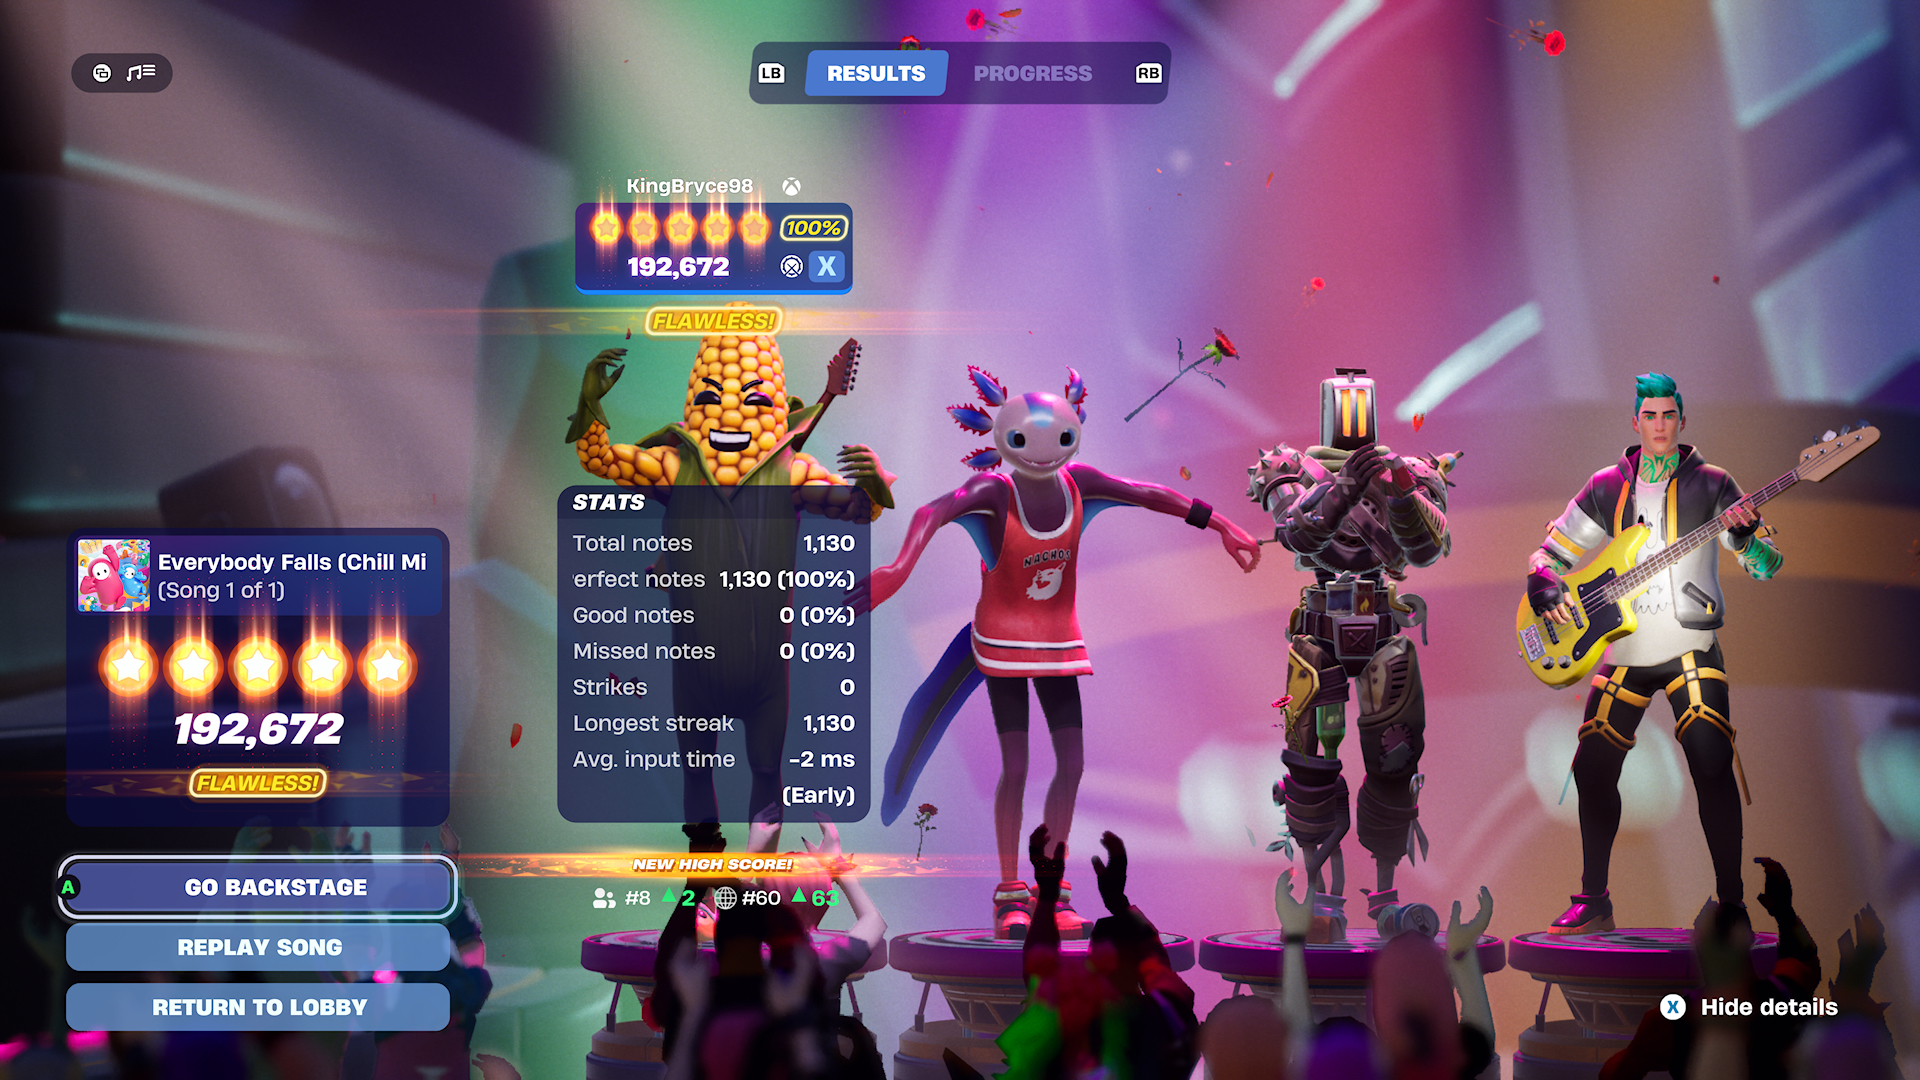 LB RESULTS PROGRESS RB
KingBryce98
100%
192,672 X
FLAWLESS!
STATS
Total notes 1,130
erfect notes 1,130 (100%)
Good notes 0 (0%)
Missed notes 0 (0%)
Strikes 0
Longest streak 1,130
Avg. input time -2 ms
(Early)
NEW HIGH SCORE!
#8 2 #60 63
Everybody Falls (Chill Mi
(Song 1 of 1)
192,672
FLAWLESS!
A GO BACKSTAGE
REPLAY SONG
RETURN TO LOBBY
NACHOS
X Hide details